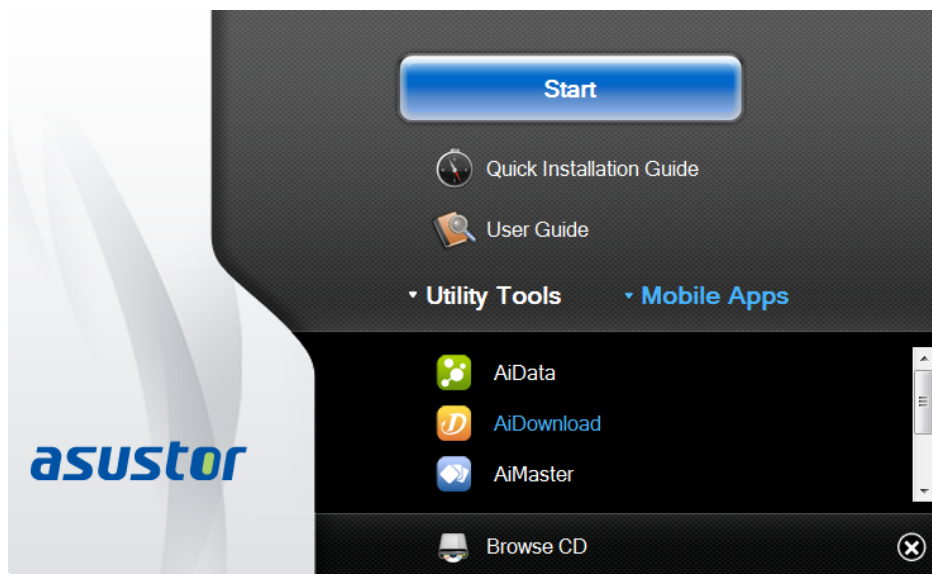 Start
Quick Installation Guide
User Guide
Utility Tools
Mobile Apps
AiData
AiDownload
AiMaster
asustor
Browse CD